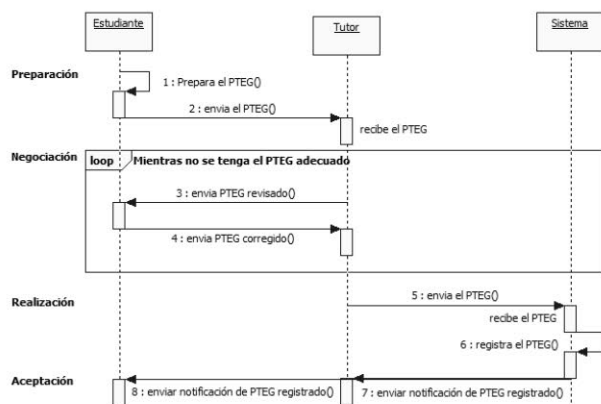 Estudiante
Tutor
Sistema
Preparación
1 : Prepara el PTEG()
2 : envia el PTEG()
recibe el PTEG
Negociación
loop
Mientras no se tenga el PTEG adecuado
3 : envia PTEG revisado()
4 : envia PTEG corregido()
Realización
5 : envia el PTEG()
recibe el PTEG
6 : registra el PTEG()
Aceptación
8 : enviar notificación de PTEG registrado()
7 : enviar notificación de PTEG registrado()